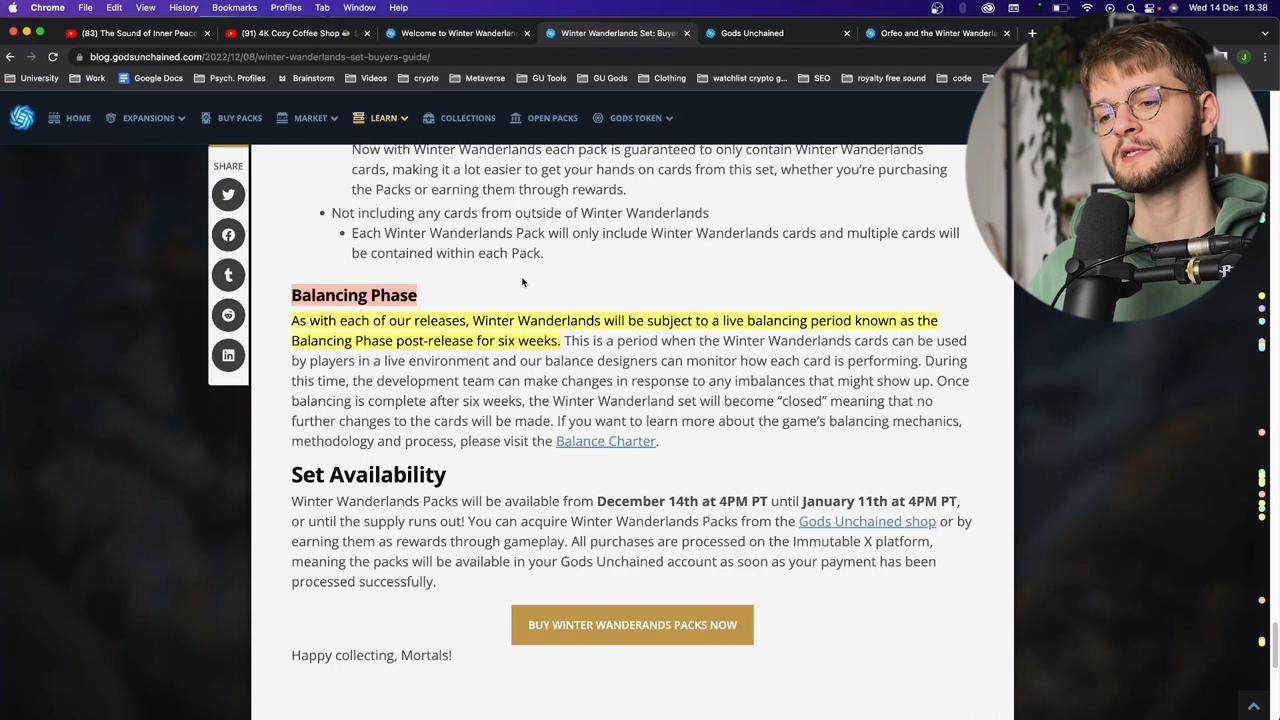 Chrome File Edit View History Bookmarks Profiles Tab Window Help Wed 14 Dec 18.38
(83) The Sound of Inner Peace
(91) 4K Cozy Coffee Shop
Welcome to Winter Wanderlan
Winter Wanderlands Set: Buye
Gods Unchained
Orfeo and the Winter Wanderla
blog.godsunchained.com/2022/12/08/winter-wanderlands-set-buyers-guide/
J
University Work Google Docs Psych. Profiles Brainstorm Videos crypto Metaverse GU Tools GU Gods Clothing watchlist crypto g... SEO royalty free sound code
HOME EXPANSIONS BUY PACKS MARKET LEARN COLLECTIONS OPEN PACKS GODS TOKEN
SHARE
Now with Winter Wanderlands each pack is guaranteed to only contain Winter Wanderlands
cards, making it a lot easier to get your hands on cards from this set, whether you’re purchasing
the Packs or earning them through rewards.
• Not including any cards from outside of Winter Wanderlands
• Each Winter Wanderlands Pack will only include Winter Wanderlands cards and multiple cards will
be contained within each Pack.
Balancing Phase
As with each of our releases, Winter Wanderlands will be subject to a live balancing period known as the
Balancing Phase post-release for six weeks. This is a period when the Winter Wanderlands cards can be used
by players in a live environment and our balance designers can monitor how each card is performing. During
this time, the development team can make changes in response to any imbalances that might show up. Once
balancing is complete after six weeks, the Winter Wanderland set will become “closed” meaning that no
further changes to the cards will be made. If you want to learn more about the game’s balancing mechanics,
methodology and process, please visit the Balance Charter.
Set Availability
Winter Wanderlands Packs will be available from December 14th at 4PM PT until January 11th at 4PM PT,
or until the supply runs out! You can acquire Winter Wanderlands Packs from the Gods Unchained shop or by
earning them as rewards through gameplay. All purchases are processed on the Immutable X platform,
meaning the packs will be available in your Gods Unchained account as soon as your payment has been
processed successfully.
BUY WINTER WANDERANDS PACKS NOW
Happy collecting, Mortals!